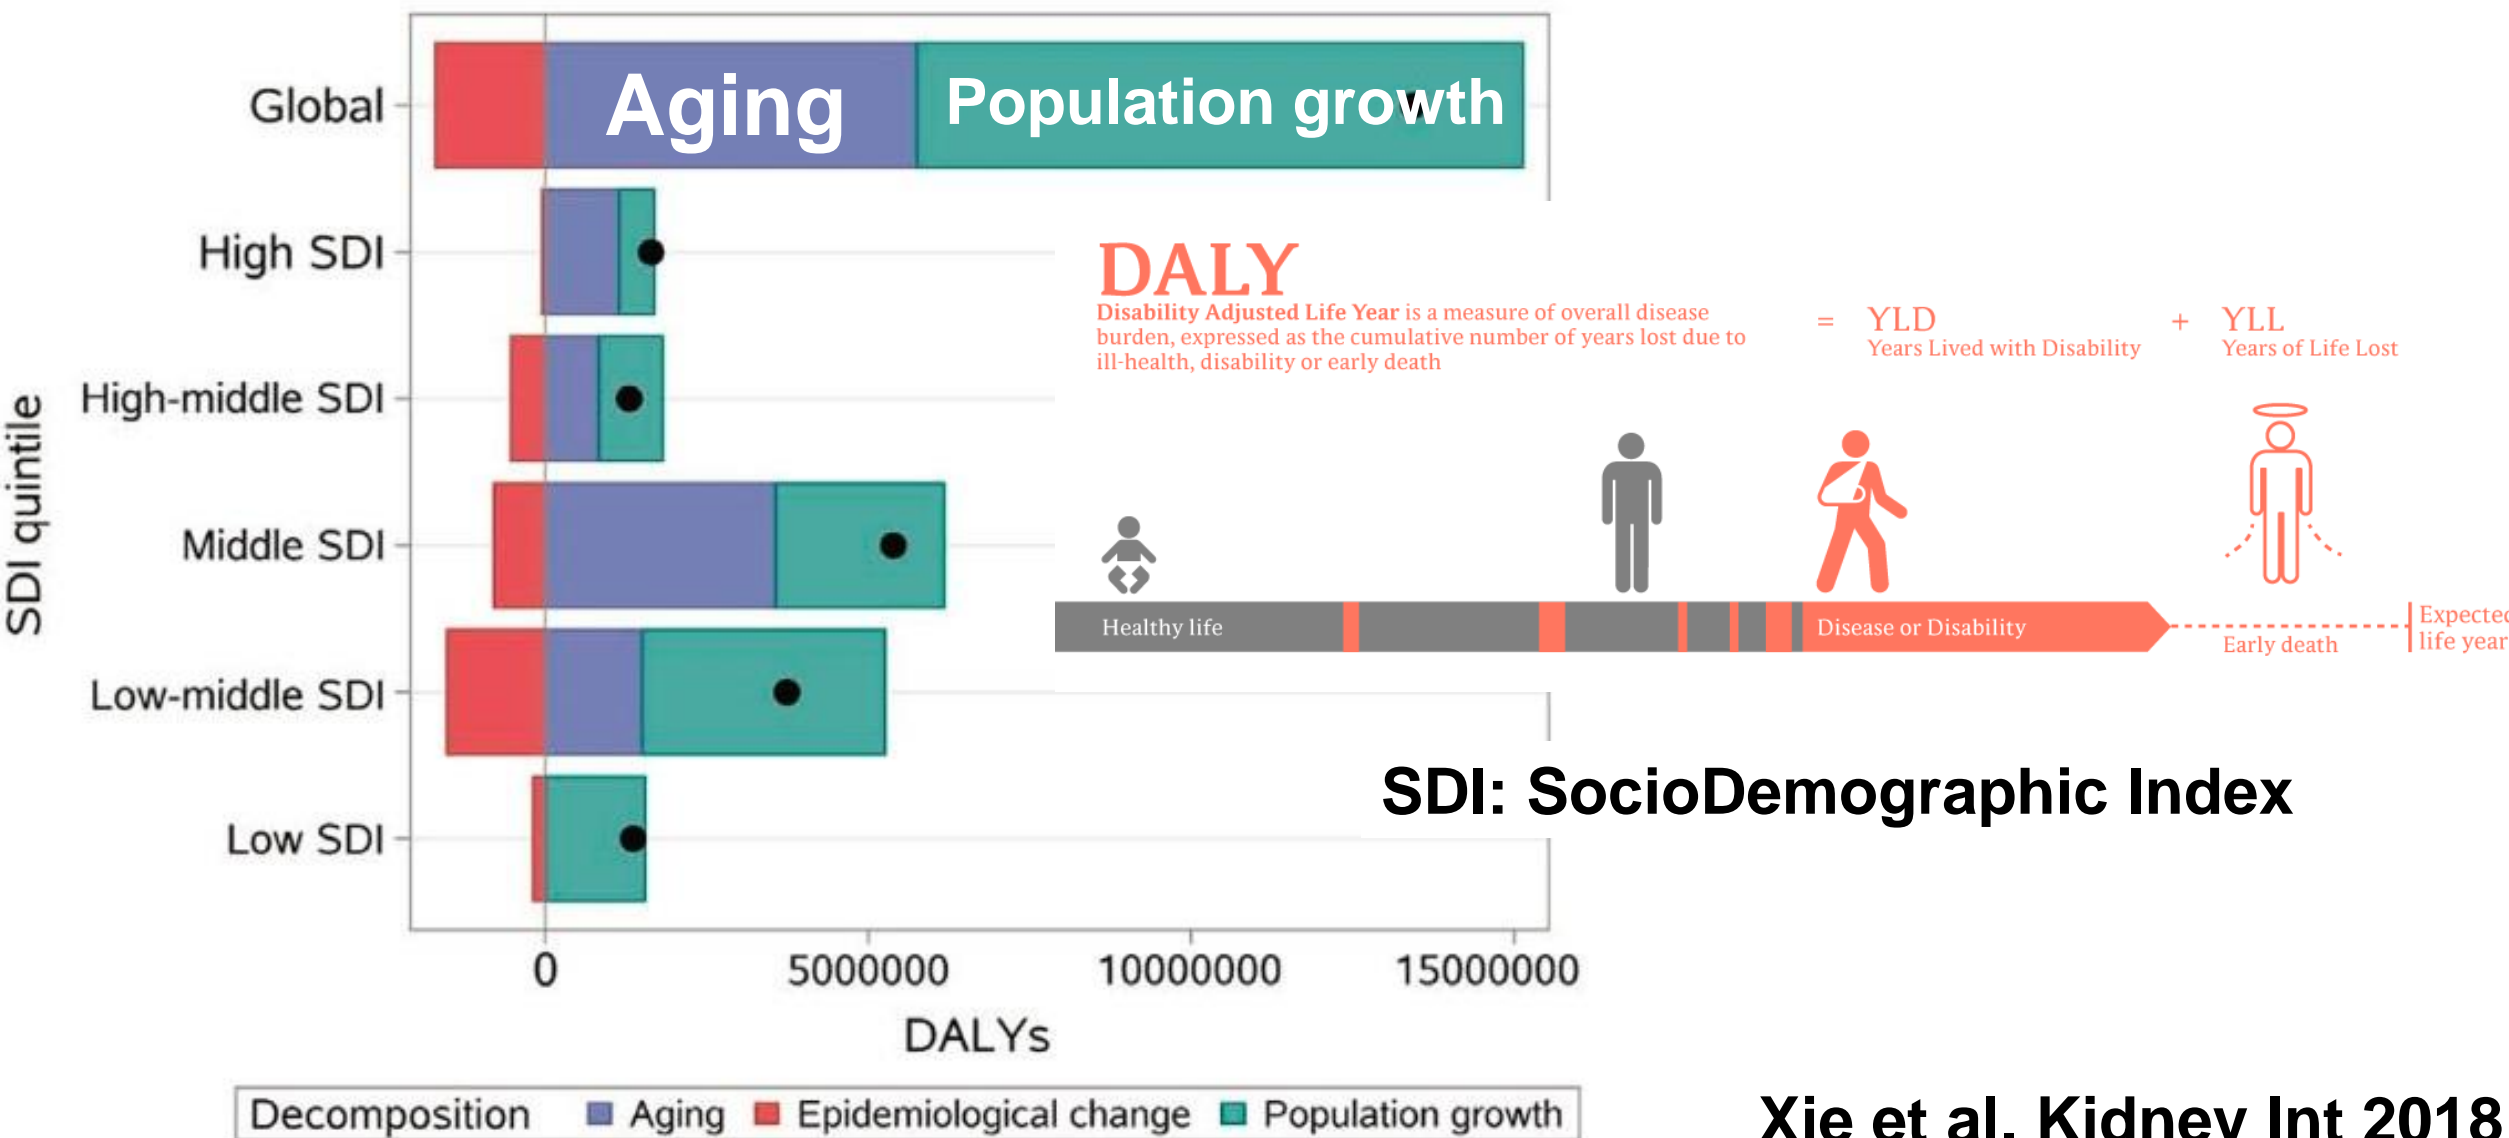 Global
Aging
Population growth
High SDI
High-middle SDI
Middle SDI
Low-middle SDI
Low SDI
SDI quintile
0
5000000
10000000
15000000
DALYs
Decomposition Aging Epidemiological change Population growth
DALY
Disability Adjusted Life Year is a measure of overall disease
burden, expressed as the cumulative number of years lost due to
ill-health, disability or early death
= YLD + YLL
Years Lived with Disability Years of Life Lost
Healthy life
Disease or Disability
Early death
Expected
life year
SDI: SocioDemographic Index
Xie et al. Kidney Int 2018